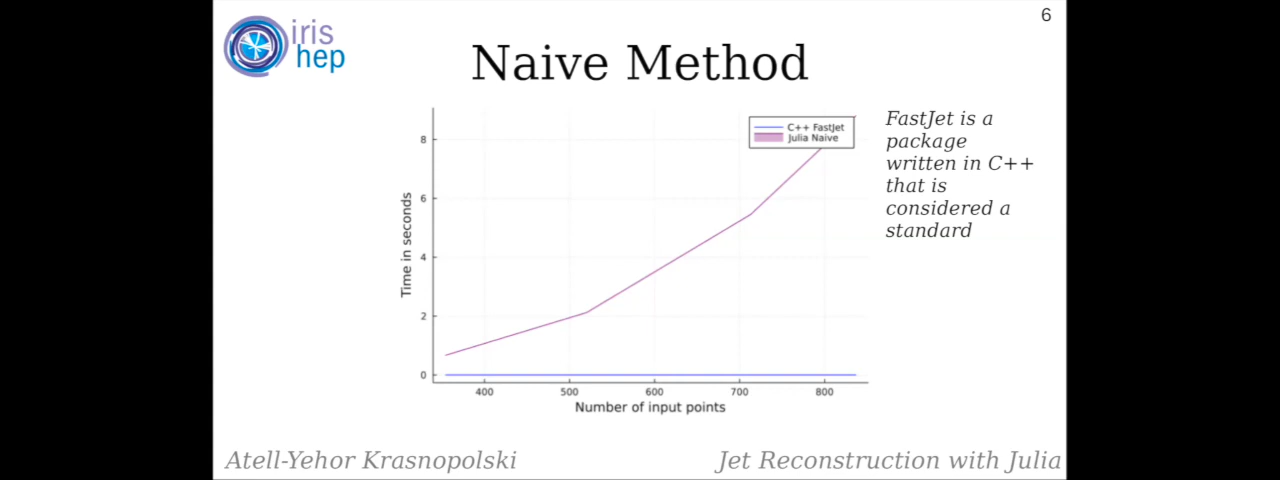 6
iris
hep
Naive Method
C++ FastJet
Julia Naive
8
6
4
2
0
Time in seconds
400 500 600 700 800
Number of input points
FastJet is a
package
written in C++
that is
considered a
standard
Atell-Yehor Krasnopolski
Jet Reconstruction with Julia